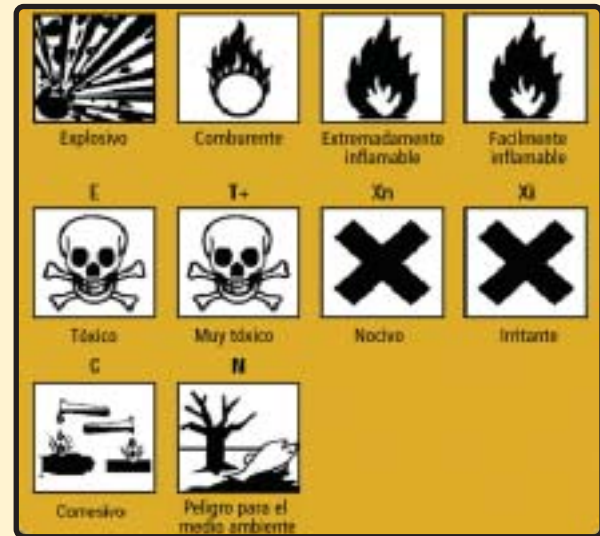 Explosivo Comburente Extremadamente Facilmente
inflamable inflamable
E T+ Xn Xi
Tóxico Muy tóxico Nocivo Irritante
C N
Corrosivo Peligro para el
medio ambiente